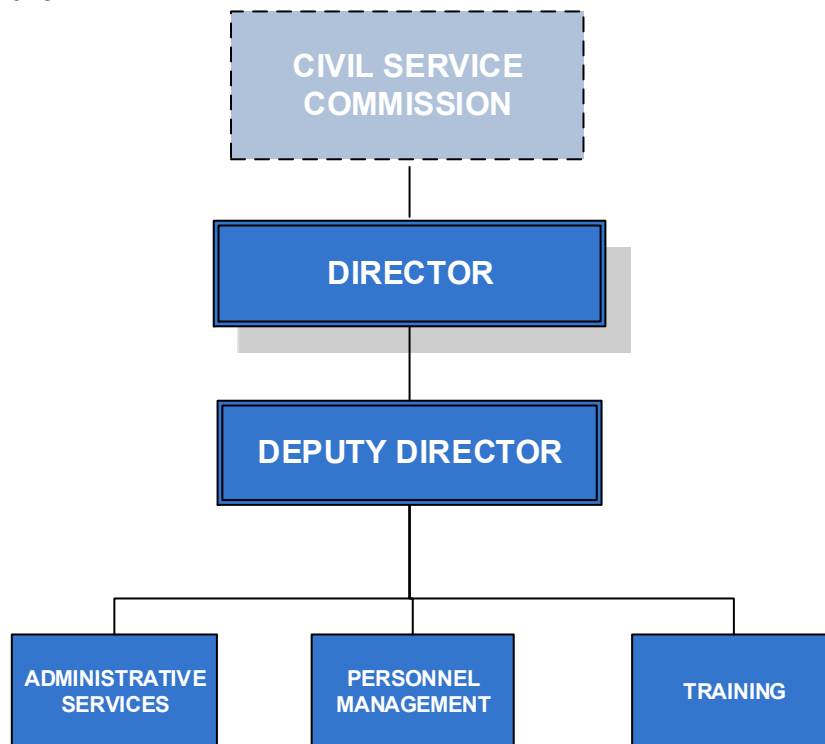 CIVIL SERVICE
COMMISSION
DIRECTOR
DEPUTY DIRECTOR
ADMINISTRATIVE
SERVICES
PERSONNEL
MANAGEMENT
TRAINING